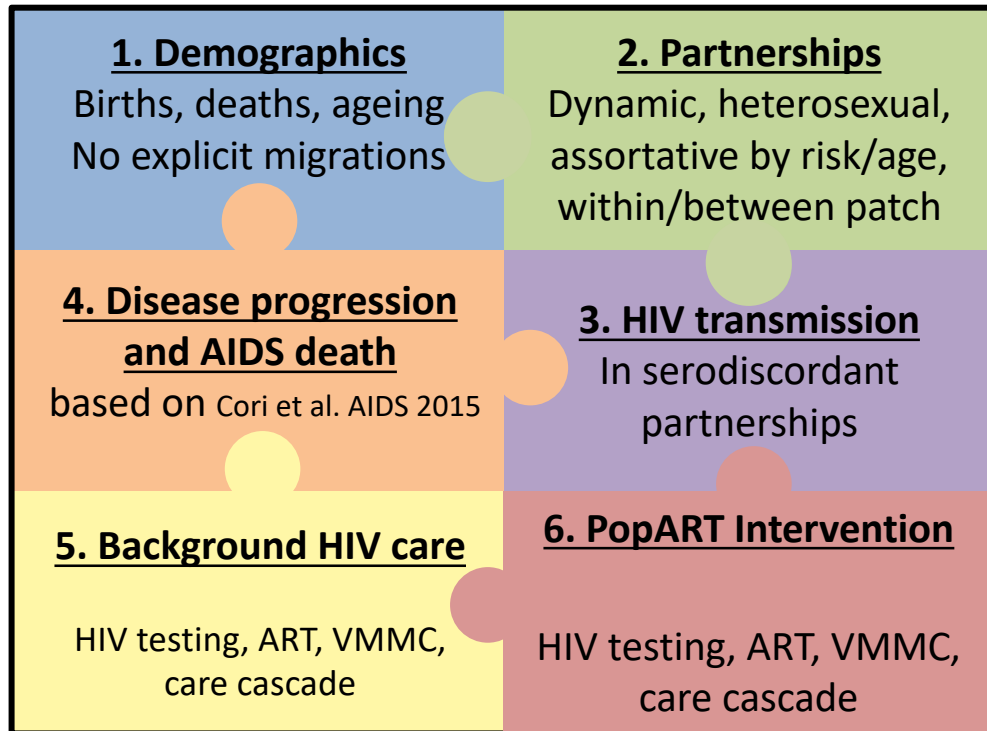 1. Demographics
Births, deaths, ageing
No explicit migrations
2. Partnerships
Dynamic, heterosexual,
assortative by risk/age,
within/between patch
4. Disease progression
and AIDS death
based on Cori et al. AIDS 2015
3. HIV transmission
In serodiscordant
partnerships
5. Background HIV care
HIV testing, ART, VMMC,
care cascade
6. PopART Intervention
HIV testing, ART, VMMC,
care cascade